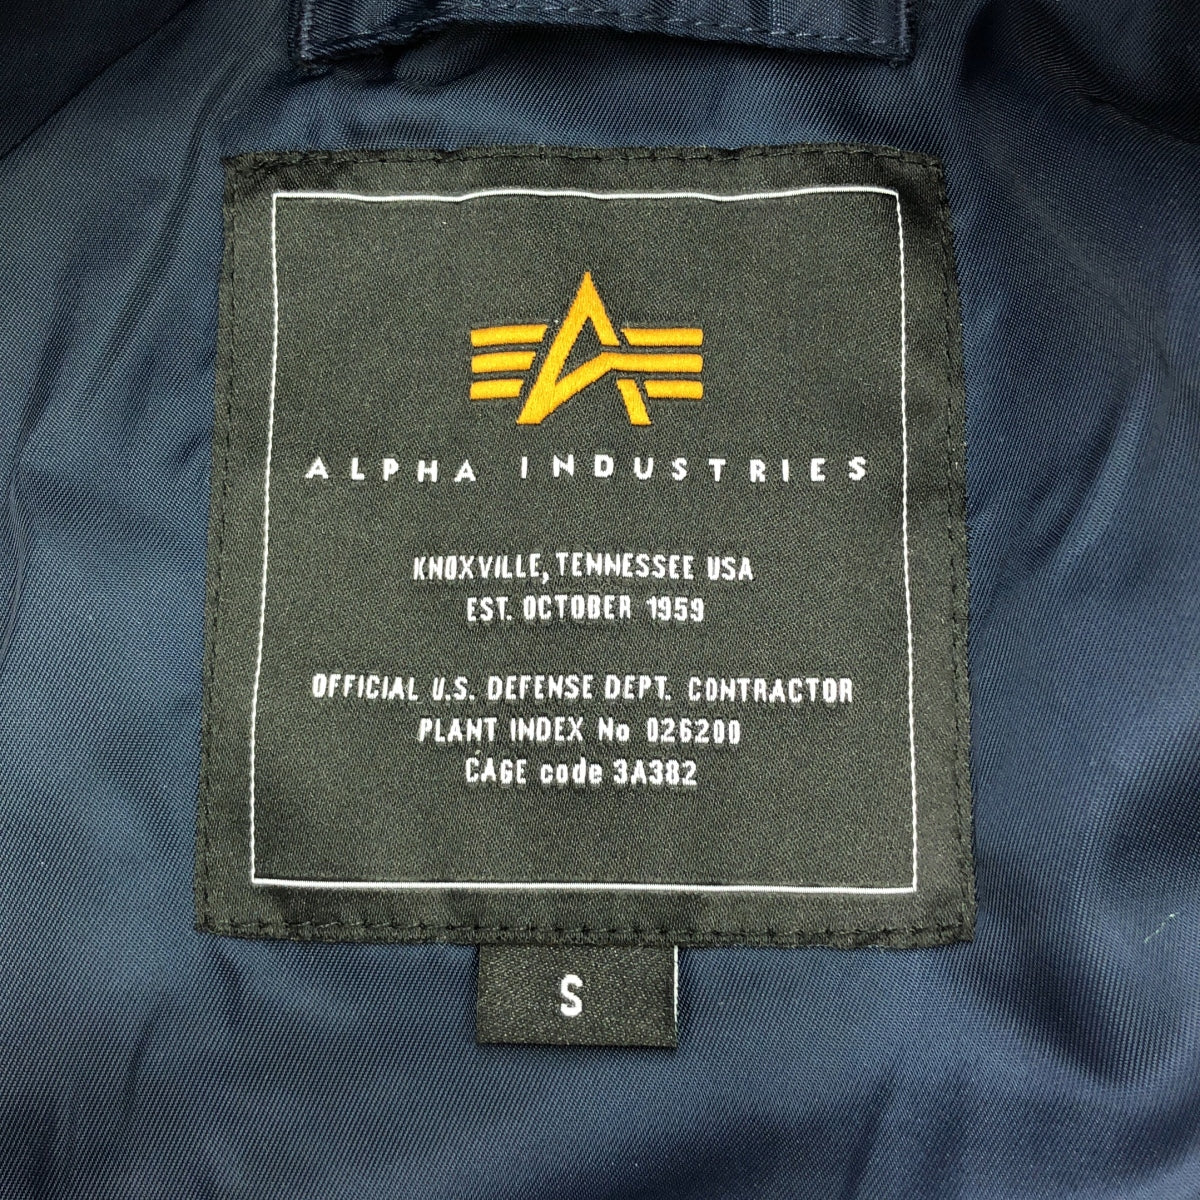 ALPHA INDUSTRIES
KNOXVILLE, TENNESSEE USA
EST. OCTOBER 1959
OFFICIAL U.S. DEFENSE DEPT. CONTRACTOR
PLANT INDEX No 026200
CAGE code 3A382
S